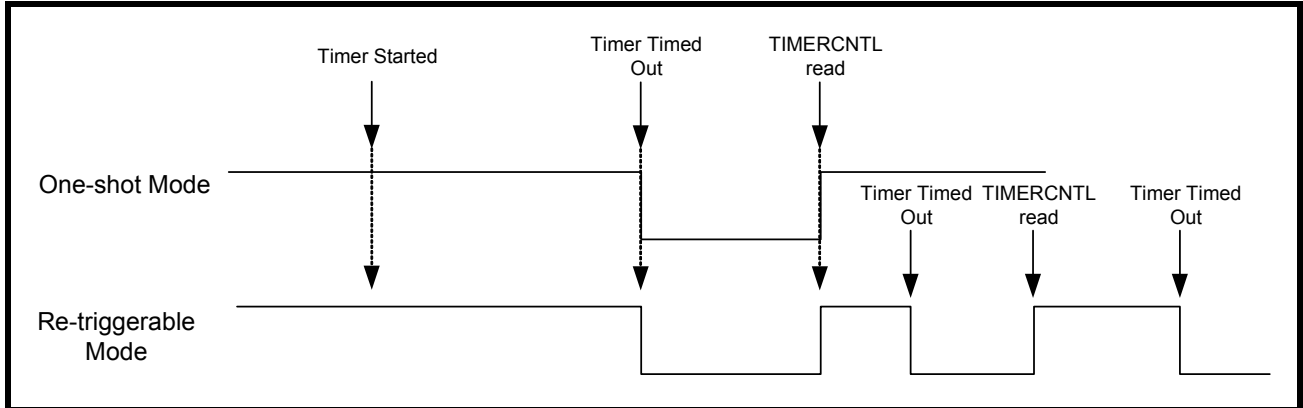 Timer Started
Timer Timed
Out
TIMERCNTL
read
One-shot Mode
Timer Timed
Out
TIMERCNTL
read
Timer Timed
Out
Re-triggerable
Mode